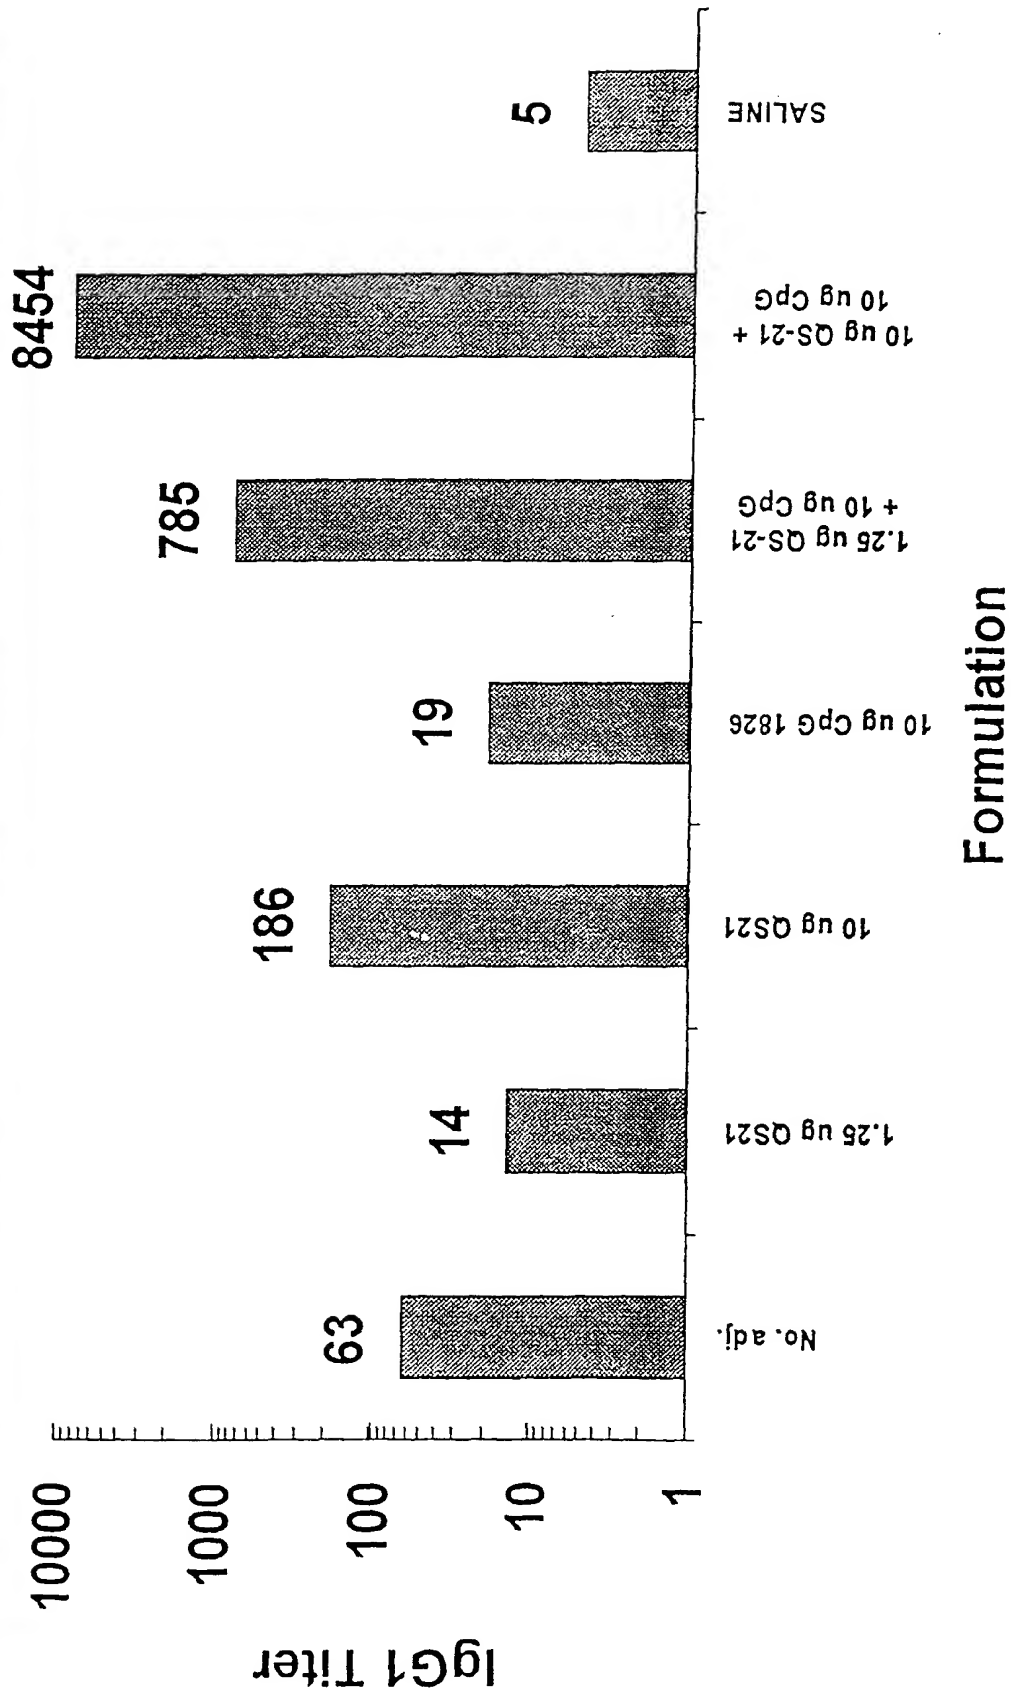 IgG1 Titer
10000
1000
100
10
1
63
14
186
19
785
8454
5
No. adj.
1.25 ug QS21
10 ug QS21
10 ug CpG 1826
1.25 ug QS-21
+ 10 ug CpG
10 ug QS-21 +
10 ug CpG
SALINE
Formulation